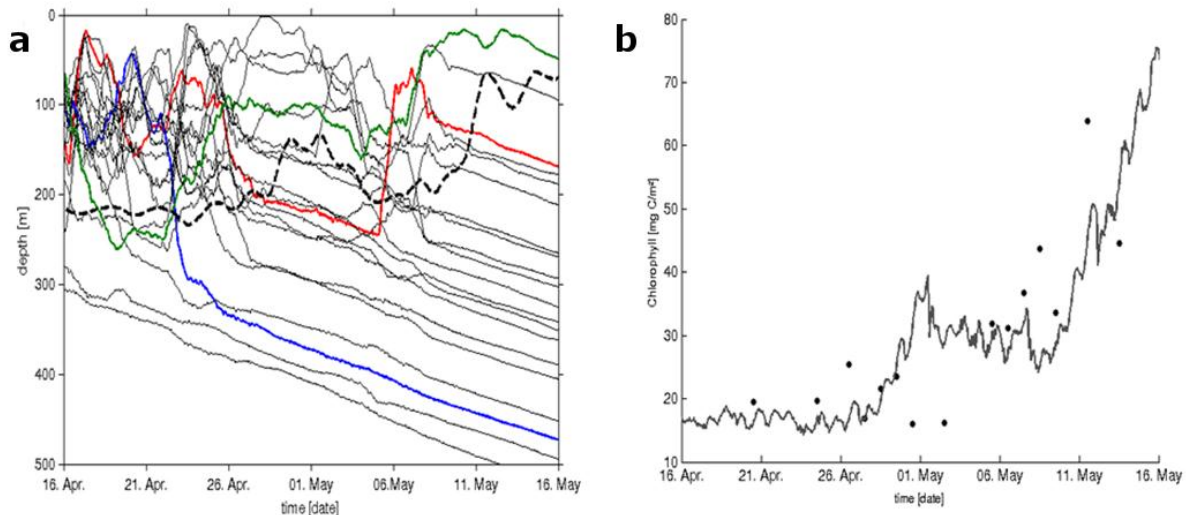 a
0
100
200
300
400
500
depth [m]
16. Apr. 21. Apr. 26. Apr. 01. May 06. May 11. May 16. May
time [date]
b
80
70
60
50
40
30
20
10
Chlorophyll [mg C/m²]
16. Apr. 21. Apr. 26. Apr. 01. May 06. May 11. May 16. May
time [date]